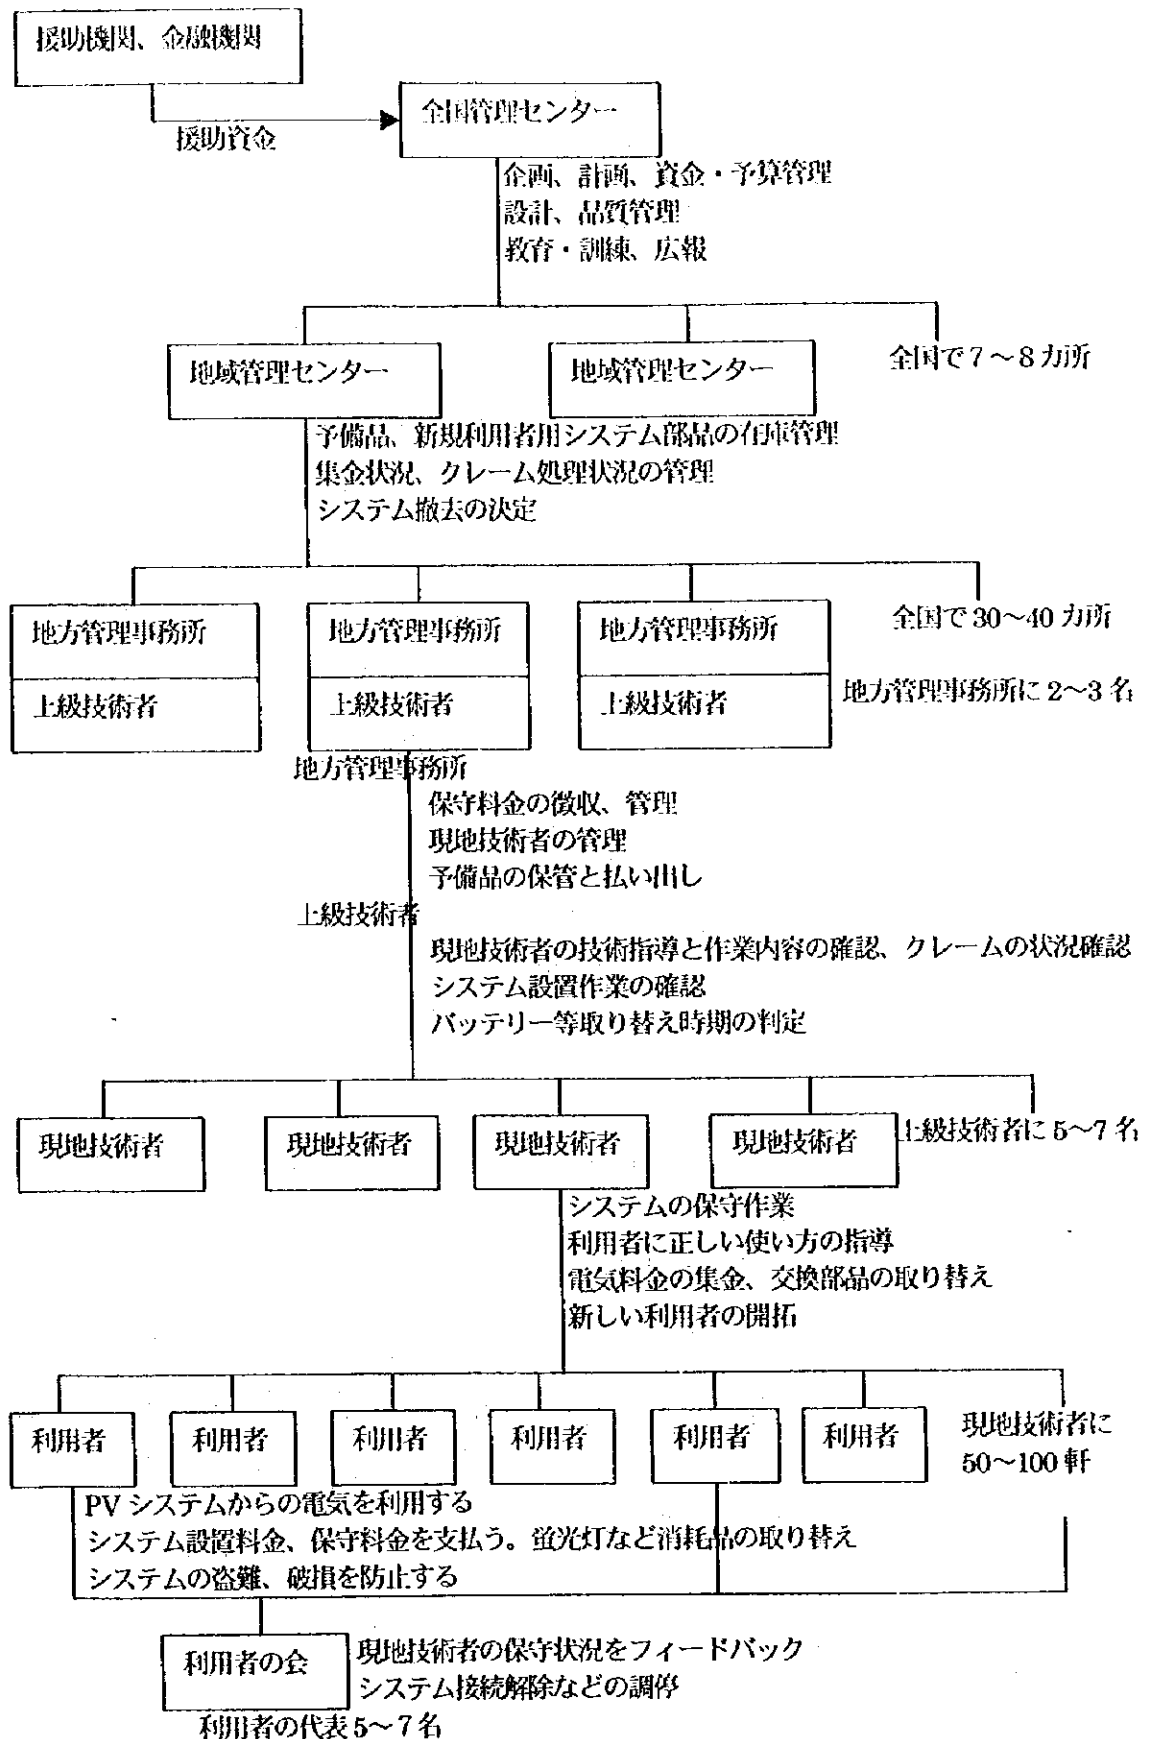 援助機関、金融機関
全国管理センター
援助資金
企画、計画、資金・予算管理
設計、品質管理
教育・訓練、広報
地域管理センター
地域管理センター
全国で7〜8カ所
予備品、新規利用者用システム部品の在庫管理
集金状況、クレーム処理状況の管理
システム撤去の決定
地方管理事務所
地方管理事務所
地方管理事務所
全国で30〜40カ所
上級技術者
上級技術者
上級技術者
地方管理事務所に2〜3名
地方管理事務所
保守料金の徴収、管理
現地技術者の管理
予備品の保管と払い出し
上級技術者
現地技術者の技術指導と作業内容の確認、クレームの状況確認
システム設置作業の確認
バッテリー等取り替え時期の判定
現地技術者
現地技術者
現地技術者
現地技術者
上級技術者に5〜7名
システムの保守作業
利用者に正しい使い方の指導
電気料金の集金、交換部品の取り替え
新しい利用者の開拓
利用者
利用者
利用者
利用者
利用者
利用者
現地技術者に
50〜100軒
PVシステムからの電気を利用する
システム設置料金、保守料金を支払う。蛍光灯など消耗品の取り替え
システムの盗難、破損を防止する
利用者の会
現地技術者の保守状況をフィードバック
システム接続解除などの調停
利用者の代表5〜7名